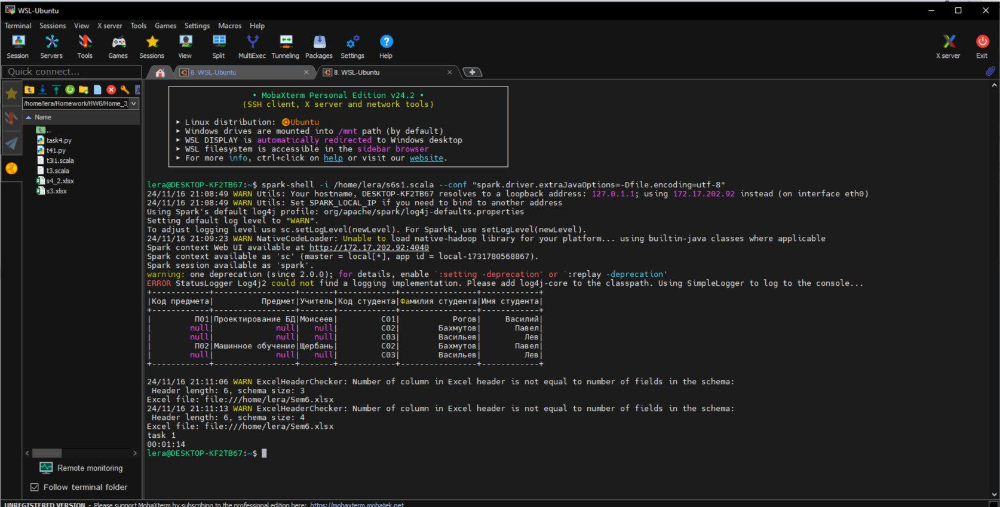 WSL-Ubuntu
Terminal Sessions View X server Tools Games Settings Macros Help
Session Servers Tools Games Sessions View Split MultiExec Tunneling Packages Settings Help X server Exit
Quick connect...
6. WSL-Ubuntu
8. WSL-Ubuntu
/home/lera/Homework/HW6/Home_3
Name
..
task4.py
t41.py
t3i1.scala
t3.scala
s4_2.xlsx
s3.xlsx
• MobaXterm Personal Edition v24.2 •
(SSH client, X server and network tools)
➤ Linux distribution: Ubuntu
➤ Windows drives are mounted into /mnt path (by default)
➤ WSL DISPLAY is automatically redirected to Windows desktop
➤ WSL filesystem is accessible in the sidebar browser
➤ For more info, ctrl+click on help or visit our website.
lera@DESKTOP-KF2TB67:~$ spark-shell -i /home/lera/s6s1.scala --conf "spark.driver.extraJavaOptions=-Dfile.encoding=utf-8"
24/11/16 21:08:49 WARN Utils: Your hostname, DESKTOP-KF2TB67 resolves to a loopback address: 127.0.1.1; using 172.17.202.92 instead (on interface eth0)
24/11/16 21:08:49 WARN Utils: Set SPARK_LOCAL_IP if you need to bind to another address
Using Spark's default log4j profile: org/apache/spark/log4j-defaults.properties
Setting default log level to "WARN".
To adjust logging level use sc.setLogLevel(newLevel). For SparkR, use setLogLevel(newLevel).
24/11/16 21:09:23 WARN NativeCodeLoader: Unable to load native-hadoop library for your platform... using builtin-java classes where applicable
Spark context Web UI available at http://172.17.202.92:4040
Spark context available as 'sc' (master = local[*], app id = local-1731780568867).
Spark session available as 'spark'.
warning: one deprecation (since 2.0.0); for details, enable `:setting -deprecation' or `:replay -deprecation'
ERROR StatusLogger Log4j2 could not find a logging implementation. Please add log4j-core to the classpath. Using SimpleLogger to log to the console...
+------------+-----------------+-------+------------+----------------+------------+
|Код предмета|          Предмет|Учитель|Код студента|Фамилия студента|Имя студента|
+------------+-----------------+-------+------------+----------------+------------+
|         П01|Проектирование БД|Моисеев|         С01|           Рогов|     Василий|
|        null|             null|   null|         С02|        Бахмутов|       Павел|
|        null|             null|   null|         С03|        Васильев|         Лев|
|         П02|Машинное обучение|Щербань|         С02|        Бахмутов|       Павел|
|        null|             null|   null|         С03|        Васильев|         Лев|
+------------+-----------------+-------+------------+----------------+------------+
24/11/16 21:11:06 WARN ExcelHeaderChecker: Number of column in Excel header is not equal to number of fields in the schema:
Header length: 6, schema size: 3
Excel file: file:///home/lera/Sem6.xlsx
24/11/16 21:11:13 WARN ExcelHeaderChecker: Number of column in Excel header is not equal to number of fields in the schema:
Header length: 6, schema size: 4
Excel file: file:///home/lera/Sem6.xlsx
task 1
00:01:14
lera@DESKTOP-KF2TB67:~$
Remote monitoring
Follow terminal folder
UNREGISTERED VERSION - Please support MobaXterm by subscribing to the professional edition here: https://mobaxterm.mobatek.net